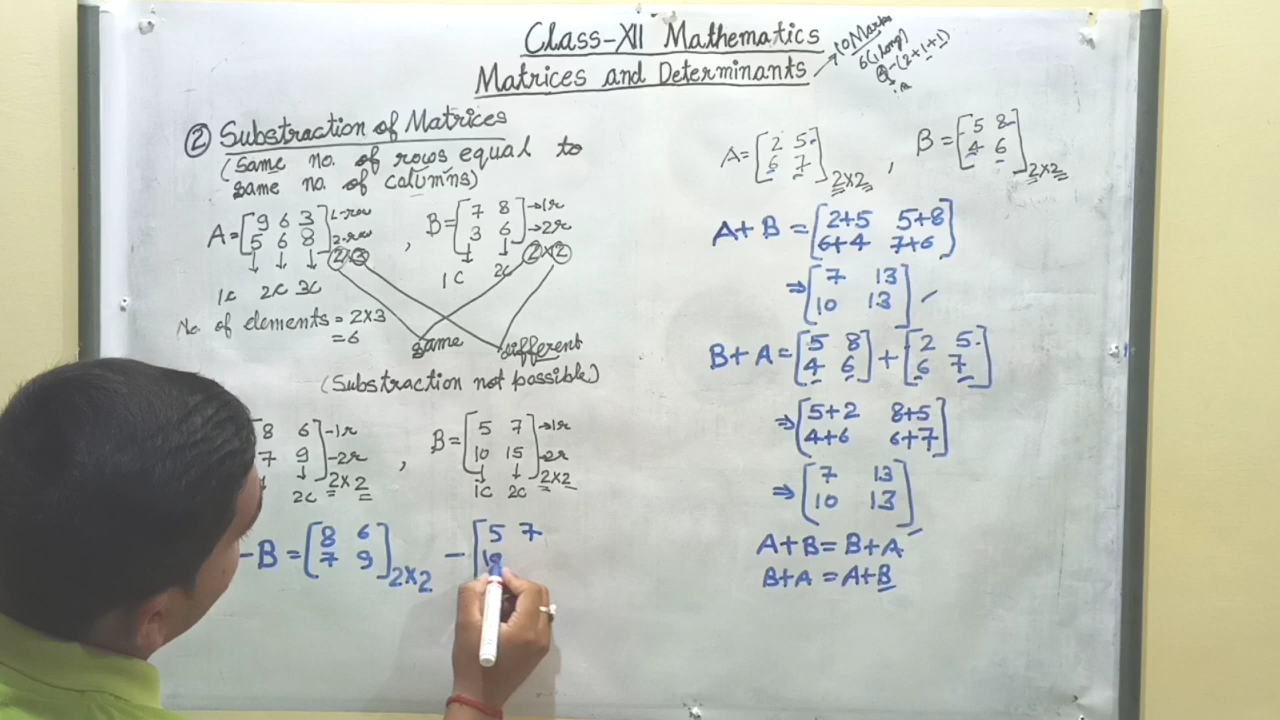 Class-XII Mathematics
Matrices and Determinants
→ 10 Marks
6(1 Long)
-(2+1+1)
② Substraction of Matrices
(Same no. of rows equal to
same no. of columns)
A = [9 6 3
5 6 8] 2×3
1-row
2-row
1C 2C 3C
, B = [7 8
3 6] 2×2
→1r
→2r
1C 2C
No. of elements = 2×3
= 6
same different
(Substraction not possible)
8 6] -1r
7 9] -2r
2C 2×2
, B = [5 7
10 15] 2×2
→1r
→2r
1C 2C
-B = [8 6
7 9] 2×2 - [5 7
A = [2 5
6 7] 2×2
, B = [5 8
4 6] 2×2
A+B = [2+5 5+8
6+4 7+6]
⇒ [7 13
10 13]
B+A = [5 8
4 6] + [2 5
6 7]
⇒ [5+2 8+5
4+6 6+7]
⇒ [7 13
10 13]
A+B = B+A
B+A = A+B